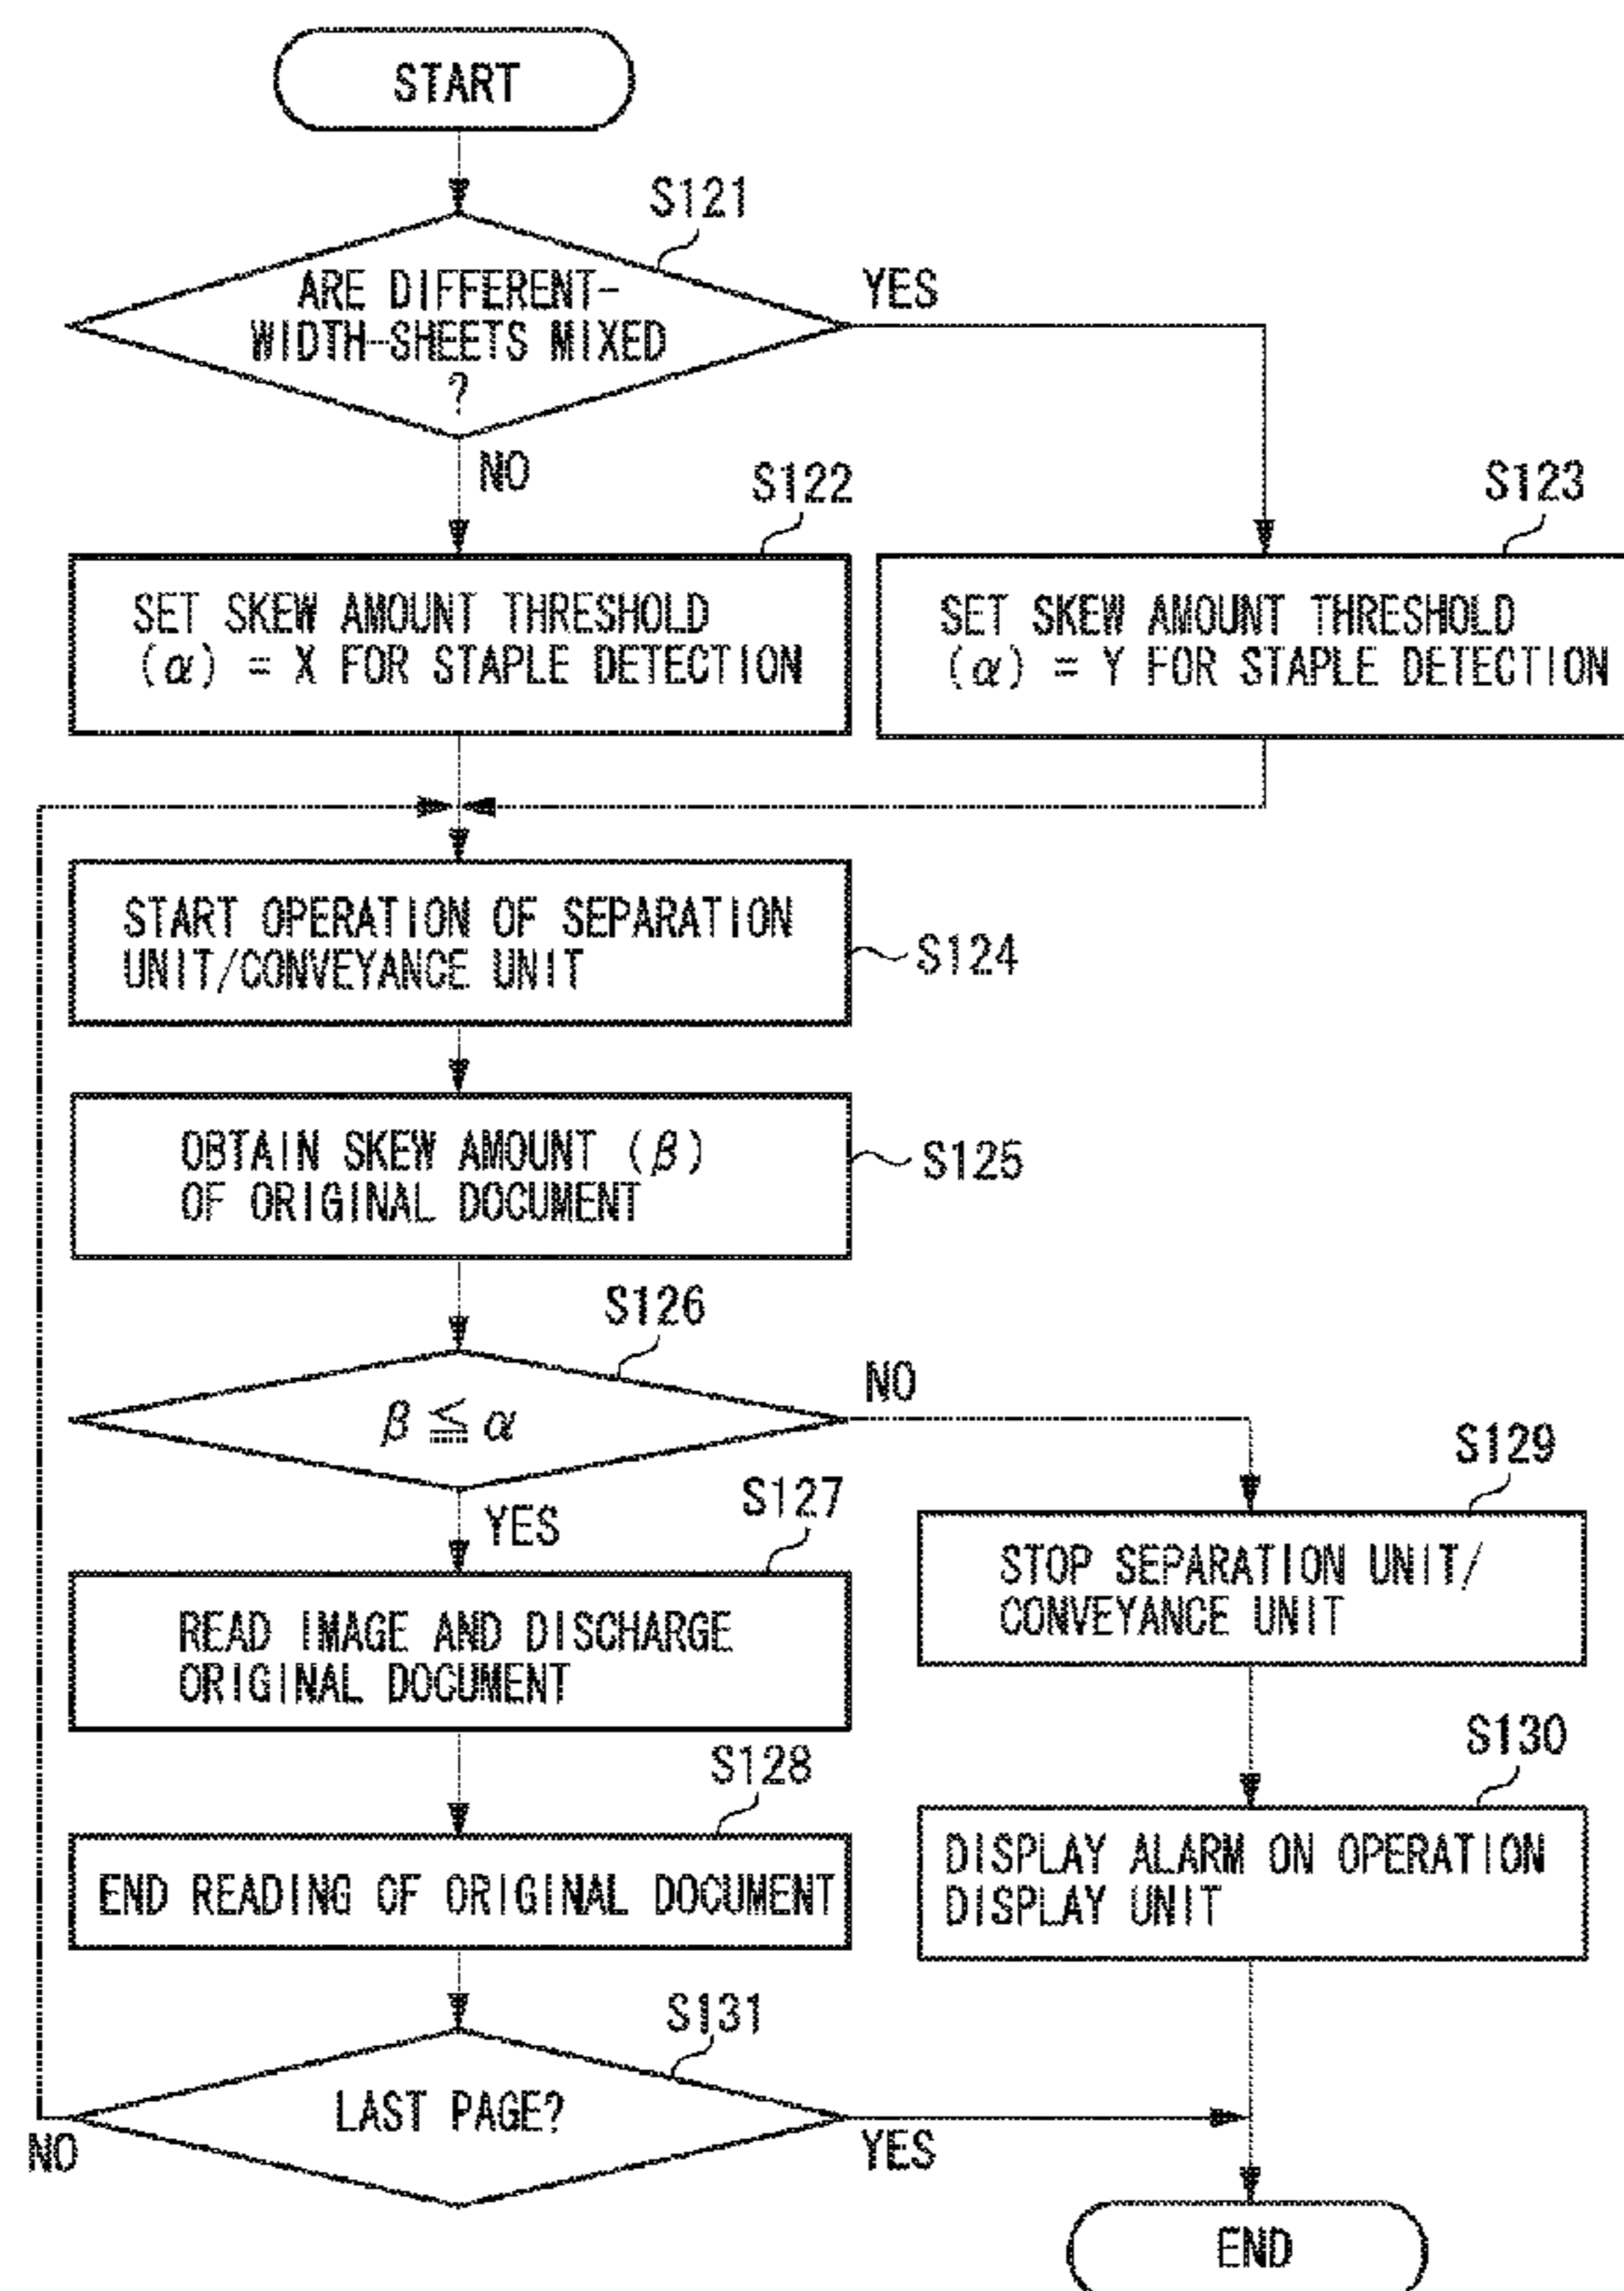 START
S121
ARE DIFFERENT-
WIDTH-SHEETS MIXED
?
YES
NO
S122
S123
SET SKEW AMOUNT THRESHOLD
(α) = X FOR STAPLE DETECTION
SET SKEW AMOUNT THRESHOLD
(α) = Y FOR STAPLE DETECTION
START OPERATION OF SEPARATION
UNIT/CONVEYANCE UNIT
S124
OBTAIN SKEW AMOUNT (β)
OF ORIGINAL DOCUMENT
S125
S126
β ≦ α
NO
YES
S127
S129
READ IMAGE AND DISCHARGE
ORIGINAL DOCUMENT
STOP SEPARATION UNIT/
CONVEYANCE UNIT
S128
S130
END READING OF ORIGINAL DOCUMENT
DISPLAY ALARM ON OPERATION
DISPLAY UNIT
S131
LAST PAGE?
NO
YES
END